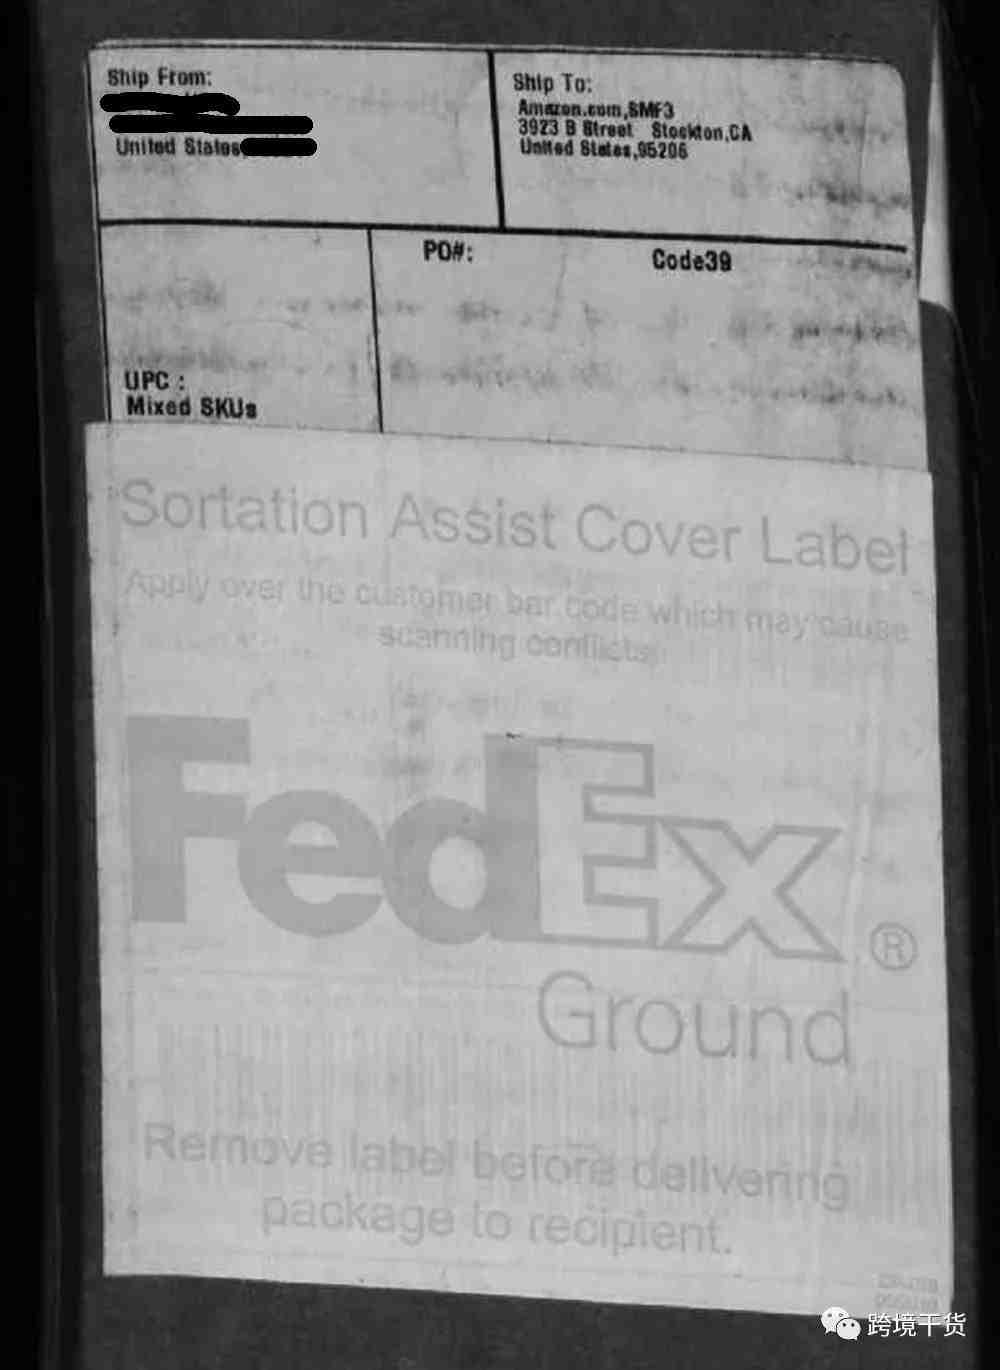 Ship From:
United States,
Ship To:
Amazon.com,SMF3
3923 B Street Stockton,CA
United States,95206
PO#:
Code39
UPC :
Mixed SKUs
Sortation Assist Cover Label
Apply over the customer bar code which may cause
scanning conflicts.
FedEx®
Ground
Remove label before delivering
package to recipient.
跨境干货